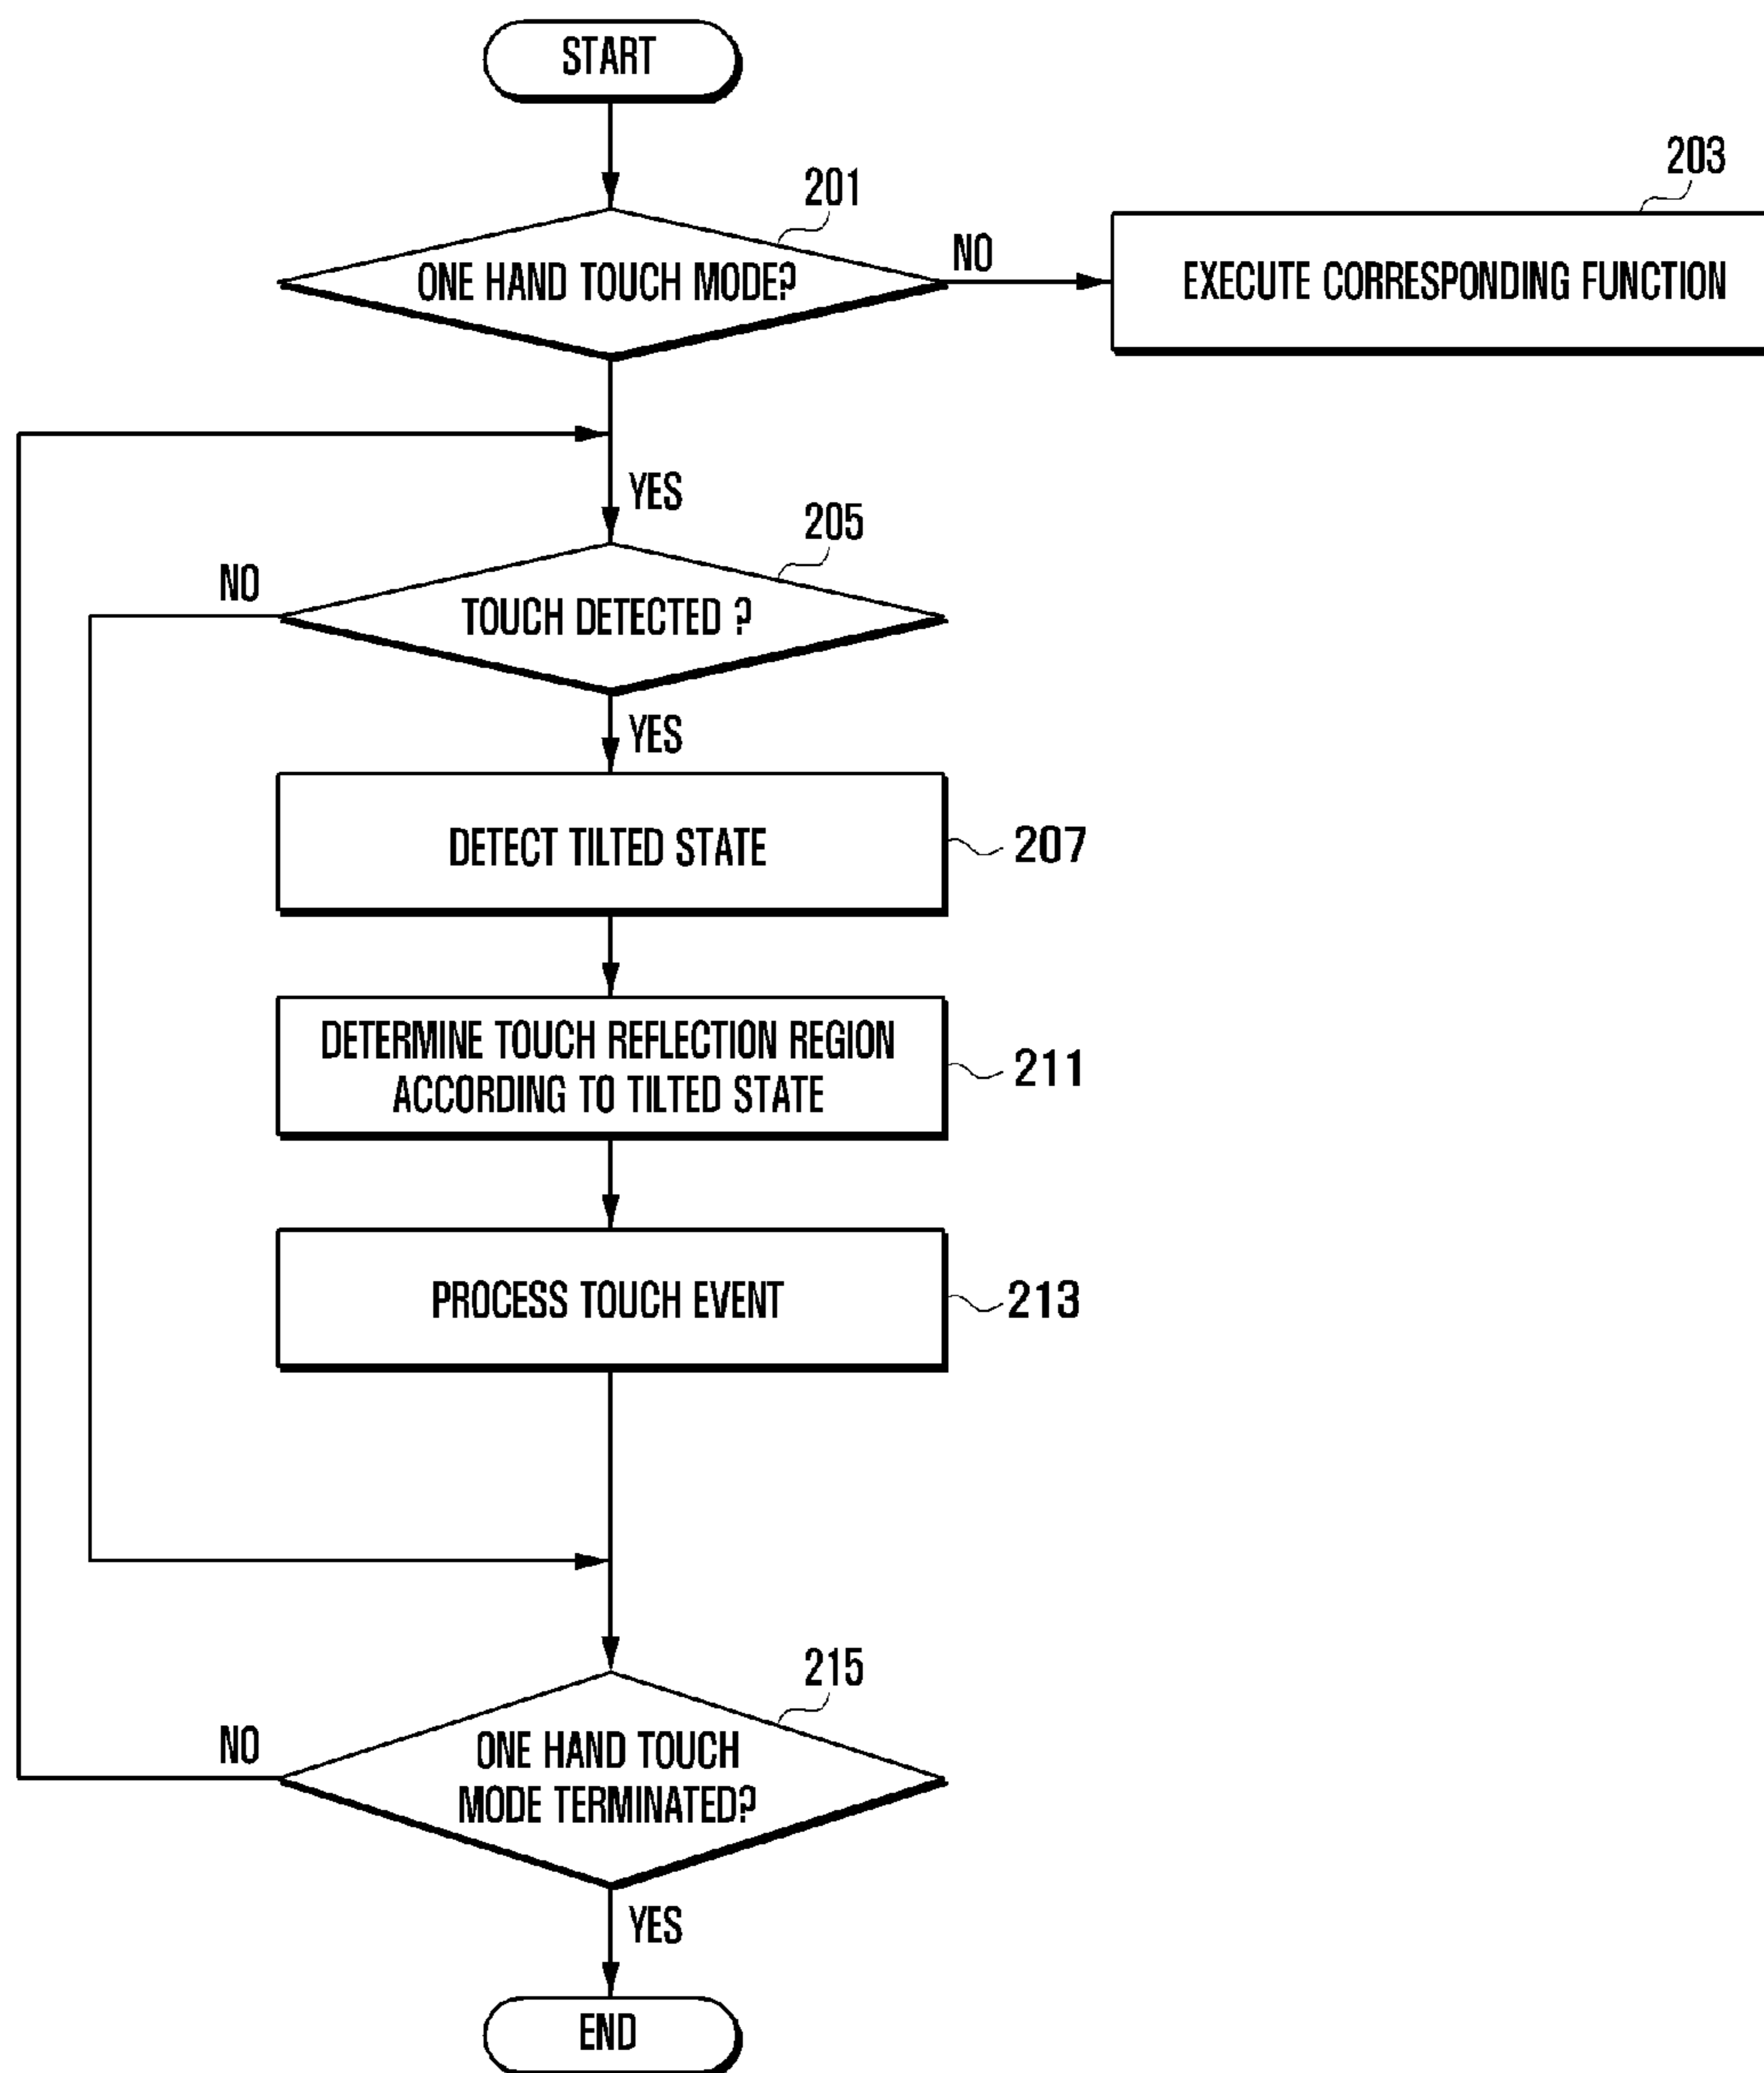 START
201
ONE HAND TOUCH MODE?
NO
203
EXECUTE CORRESPONDING FUNCTION
YES
205
NO
TOUCH DETECTED ?
YES
DETECT TILTED STATE
207
DETERMINE TOUCH REFLECTION REGION
ACCORDING TO TILTED STATE
211
PROCESS TOUCH EVENT
213
215
NO
ONE HAND TOUCH
MODE TERMINATED?
YES
END